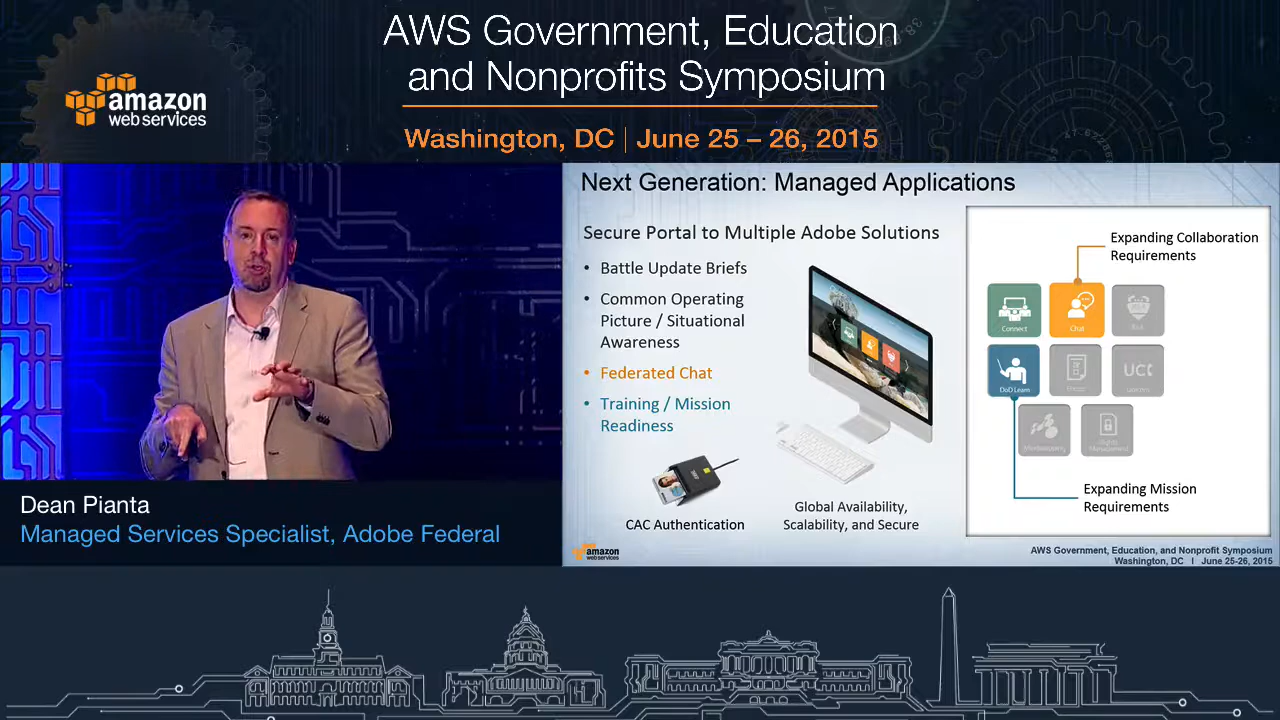 AWS Government, Education
and Nonprofits Symposium
amazon
web services
Washington, DC | June 25 – 26, 2015
Next Generation: Managed Applications
Secure Portal to Multiple Adobe Solutions
• Battle Update Briefs
• Common Operating
Picture / Situational
Awareness
• Federated Chat
• Training / Mission
Readiness
CAC Authentication
Global Availability,
Scalability, and Secure
Expanding Collaboration
Requirements
Connect
Chat
DoD Learn
UC
Expanding Mission
Requirements
amazon
web services
AWS Government, Education, and Nonprofit Symposium
Washington, DC | June 25-26, 2015
Dean Pianta
Managed Services Specialist, Adobe Federal